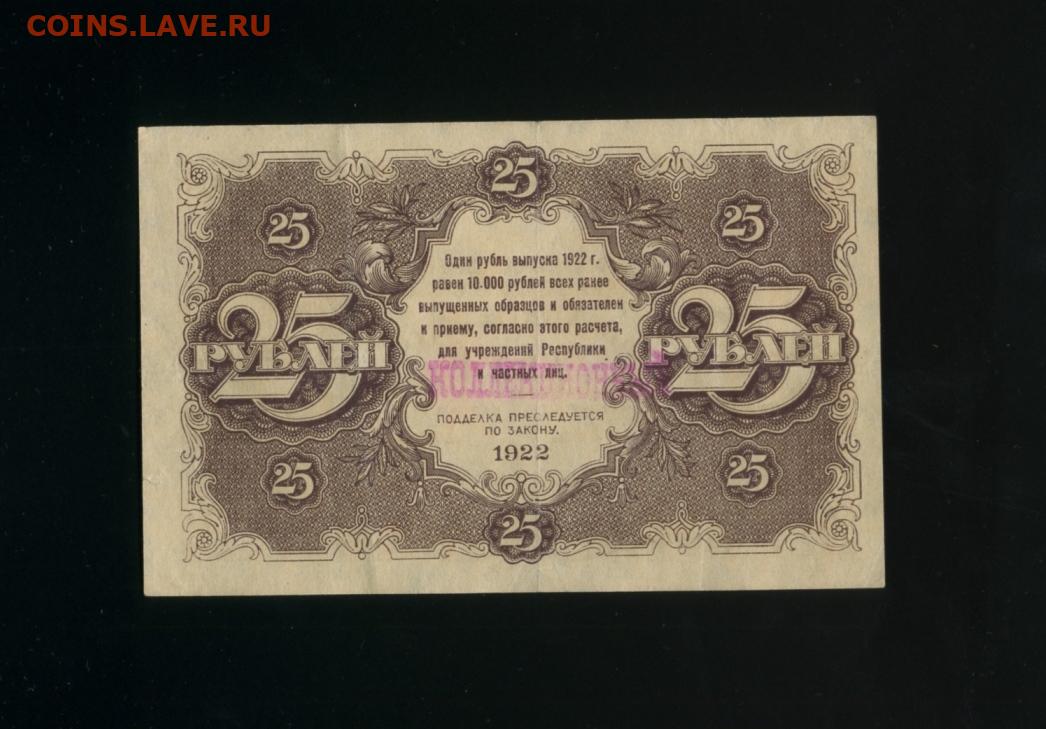 COINS.LAVE.RU
25
25
25
Один рубль выпуска 1922 г.
равен 10.000 рублей всех ранее
выпущенных образцов и обязателен
к приему, согласно этого расчета,
для учреждений Республики
и частных лиц.
25 РУБЛЕЙ
25 РУБЛЕЙ
КОЛЛЕКЦИОННЫЙ
ПОДДЕЛКА ПРЕСЛЕДУЕТСЯ
ПО ЗАКОНУ.
1922
25
25
25